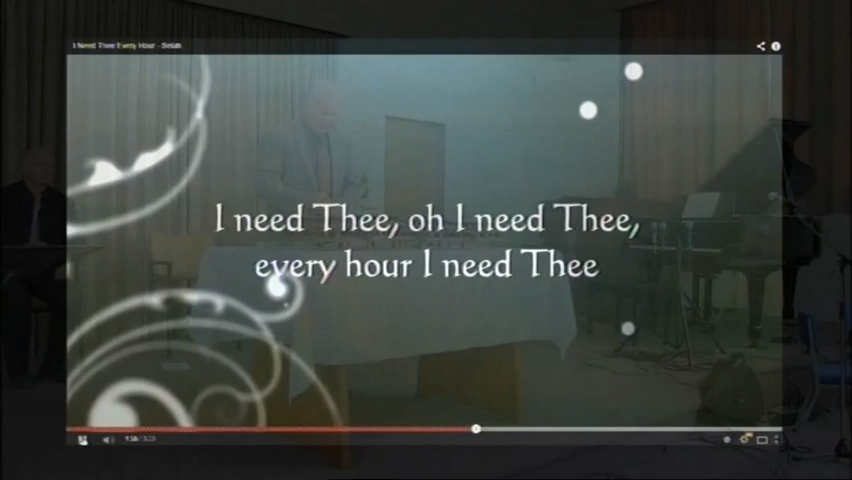 I Need Thee Every Hour - Selah
I need Thee, oh I need Thee,
every hour I need Thee